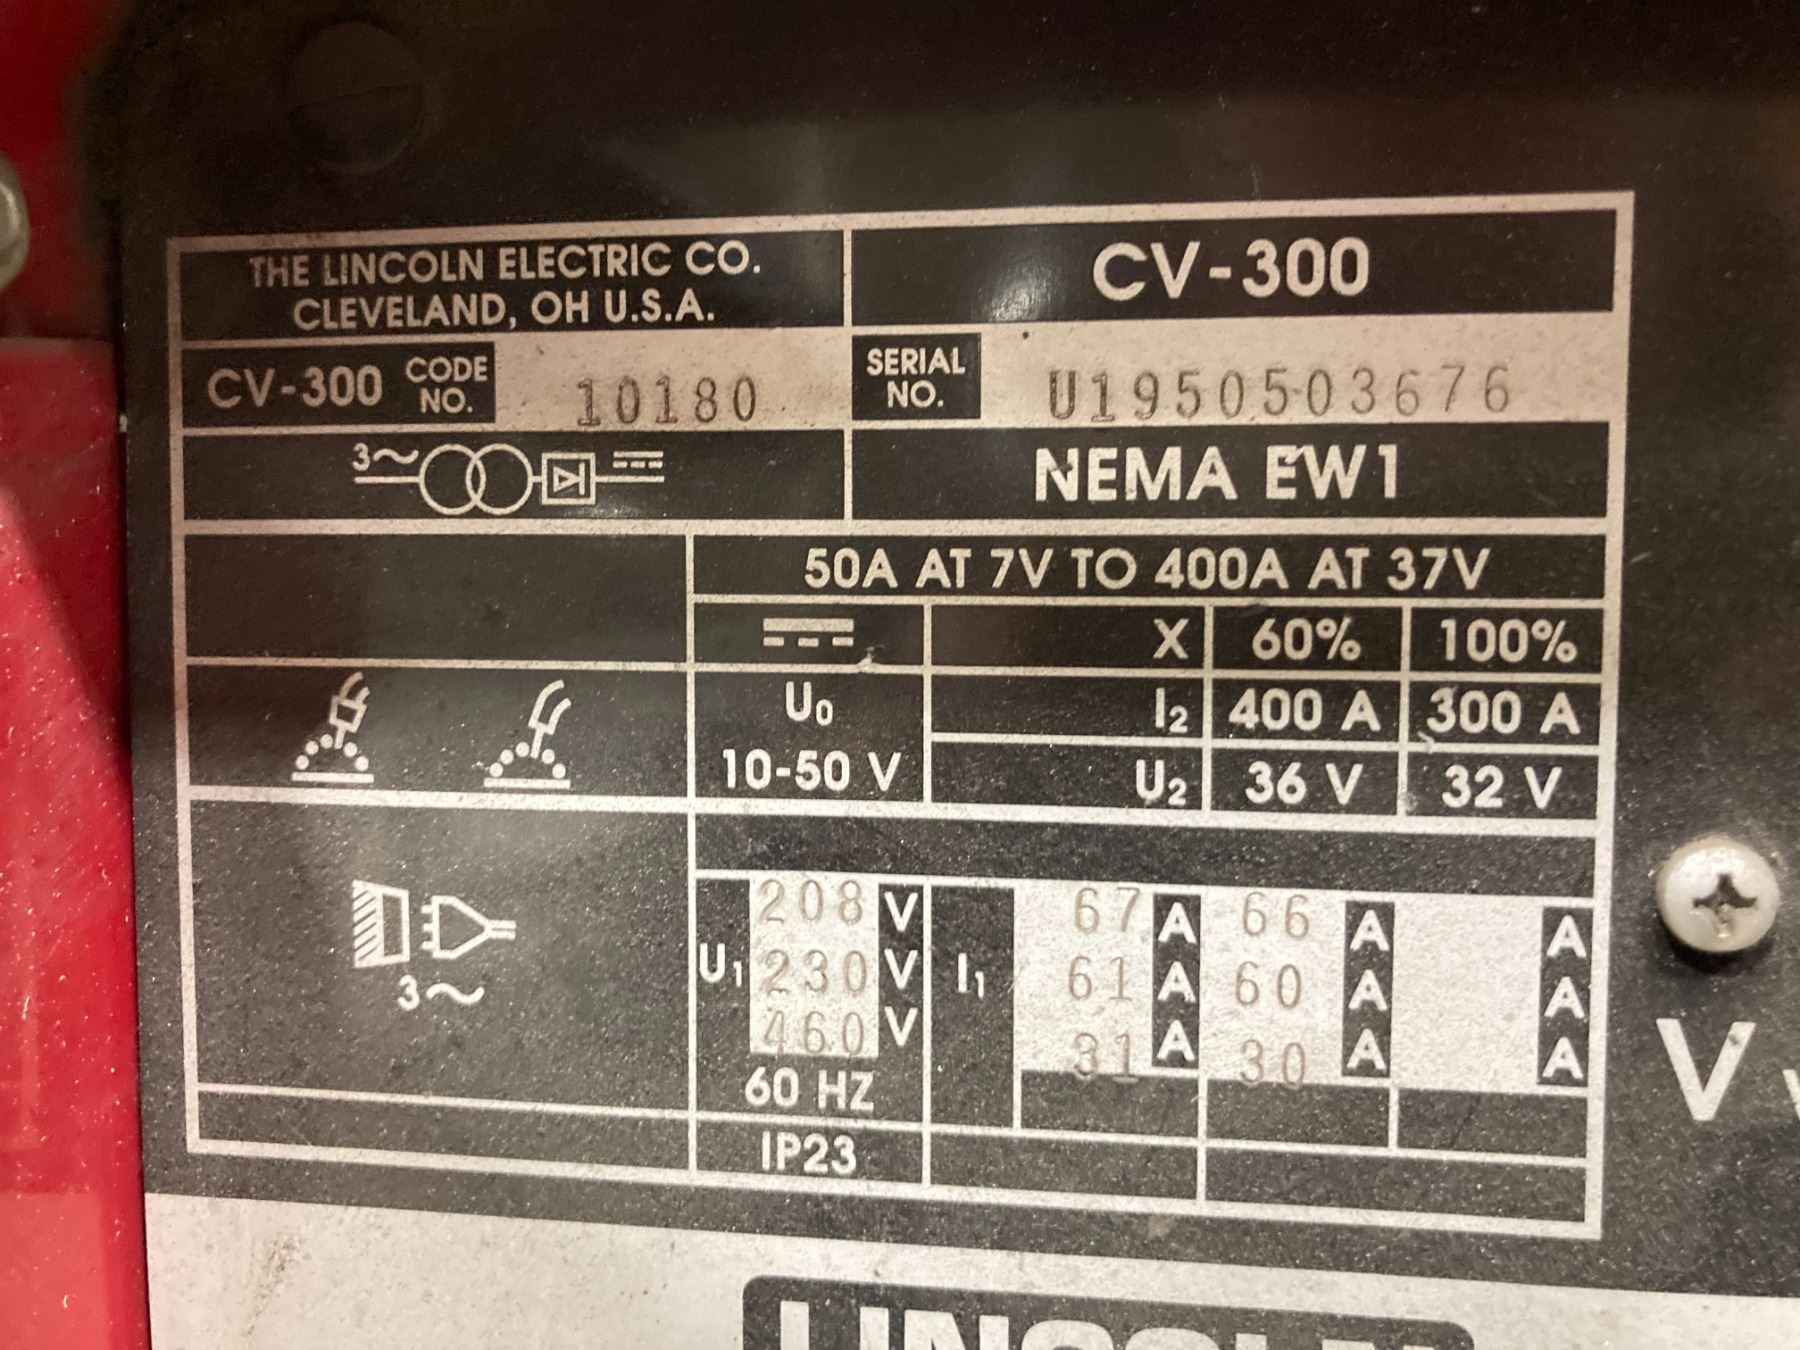 THE LINCOLN ELECTRIC CO.
CLEVELAND, OH U.S.A.
CV-300
CV-300 CODE NO. 10180
SERIAL NO. U1950503676
3~
NEMA EW1
50A AT 7V TO 400A AT 37V
X 60% 100%
U0
10-50 V
I2 400 A 300 A
U2 36 V 32 V
3~
U1 208 V I1 67 A 66 A A
230 V 61 A 60 A A
460 V 31 A 30 A A
60 HZ
IP23
V
LINCOLN